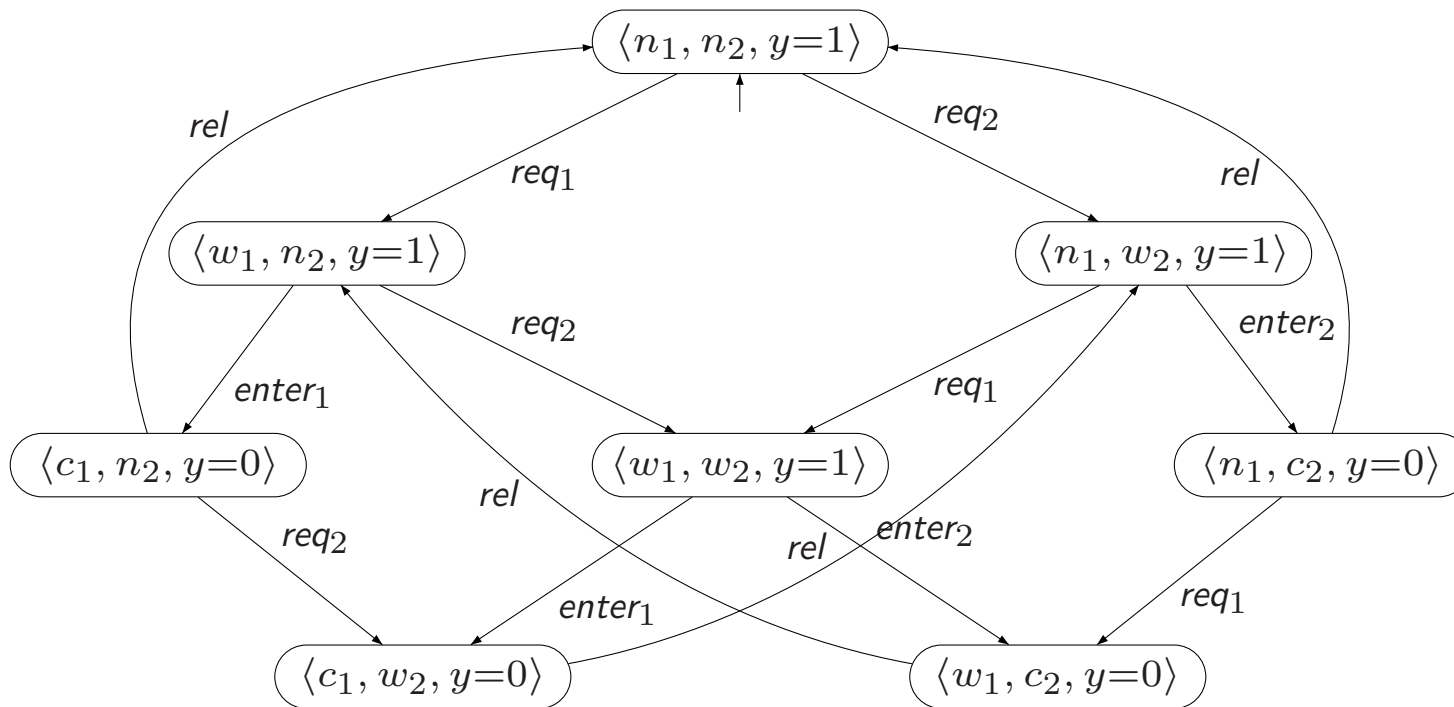 ⟨n₁, n₂, y=1⟩
rel
req₂
req₁
rel
⟨w₁, n₂, y=1⟩
⟨n₁, w₂, y=1⟩
req₂
enter₂
enter₁
req₁
⟨c₁, n₂, y=0⟩
⟨w₁, w₂, y=1⟩
⟨n₁, c₂, y=0⟩
rel
req₂
rel
enter₂
enter₁
req₁
⟨c₁, w₂, y=0⟩
⟨w₁, c₂, y=0⟩